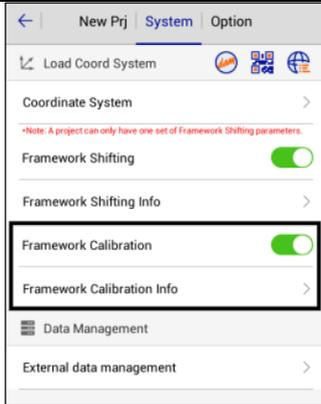 New Prj System Option
Load Coord System dam
Coordinate System
•Note: A project can only have one set of Framework Shifting parameters.
Framework Shifting
Framework Shifting Info
Framework Calibration
Framework Calibration Info
Data Management
External data management